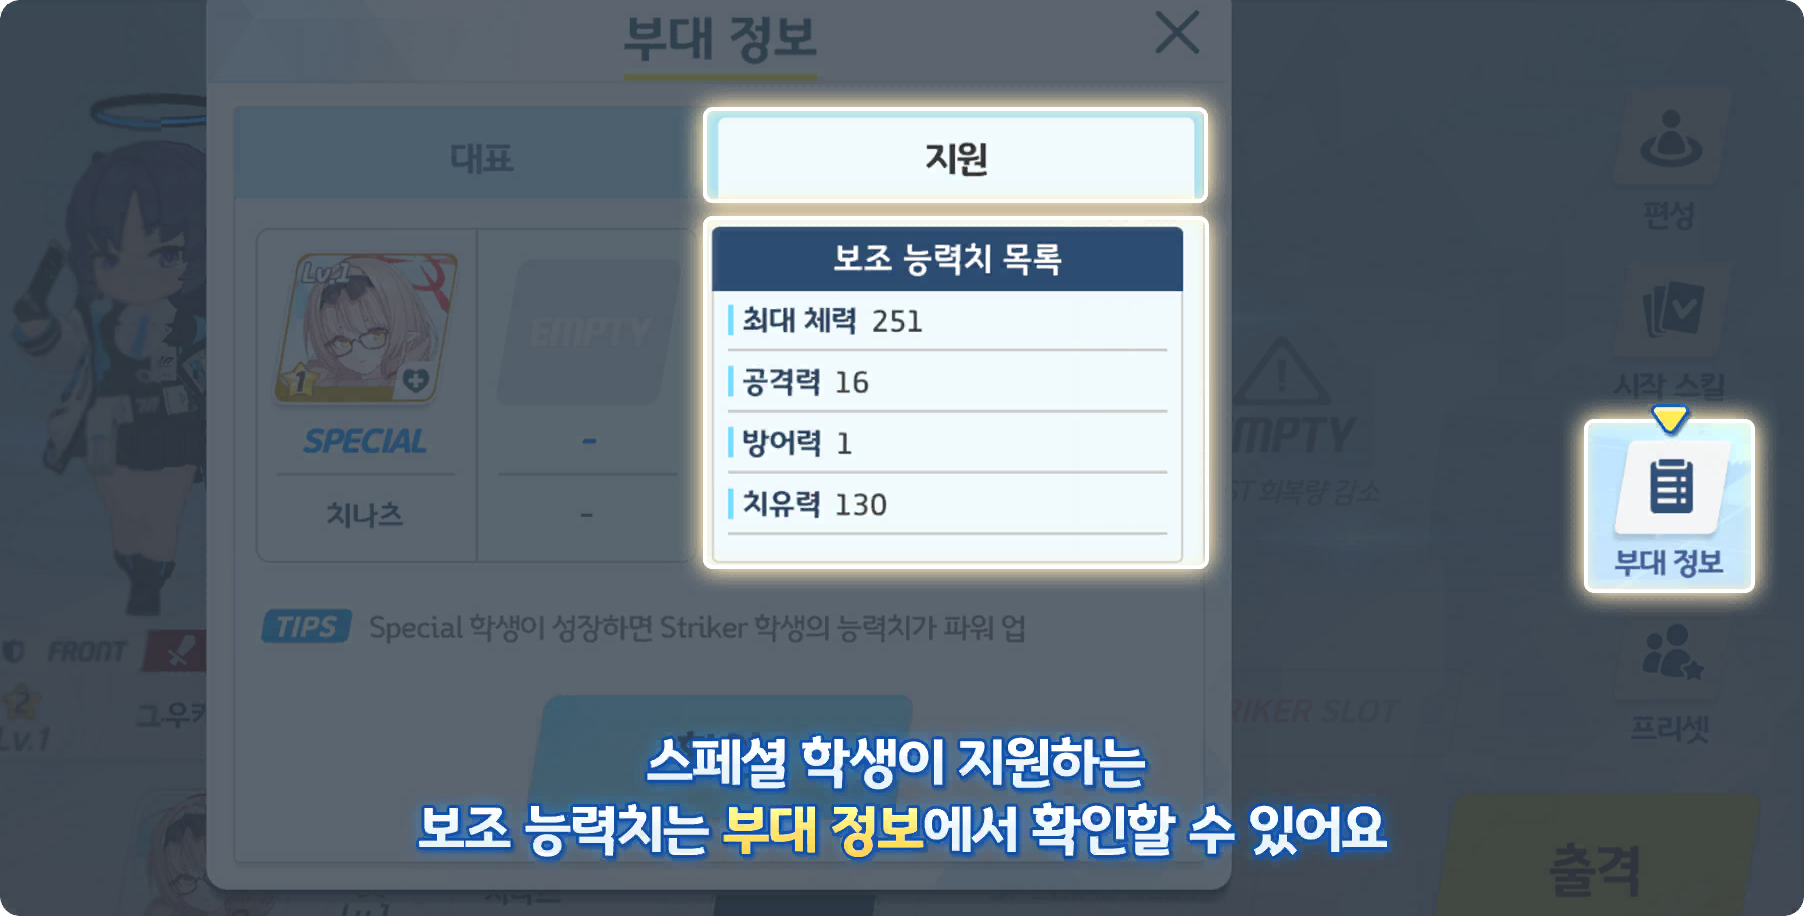 부대 정보
대표
지원
Lv.1
1
SPECIAL
치나츠
EMPTY
-
-
보조 능력치 목록
최대 체력 251
공격력 16
방어력 1
치유력 130
TIPS Special 학생이 성장하면 Striker 학생의 능력치가 파워 업
편성
시작 스킬
부대 정보
프리셋
ST 회복량 감소
FRONT
2
Lv.1
SLOT
스페셜 학생이 지원하는
보조 능력치는 부대 정보에서 확인할 수 있어요
출격